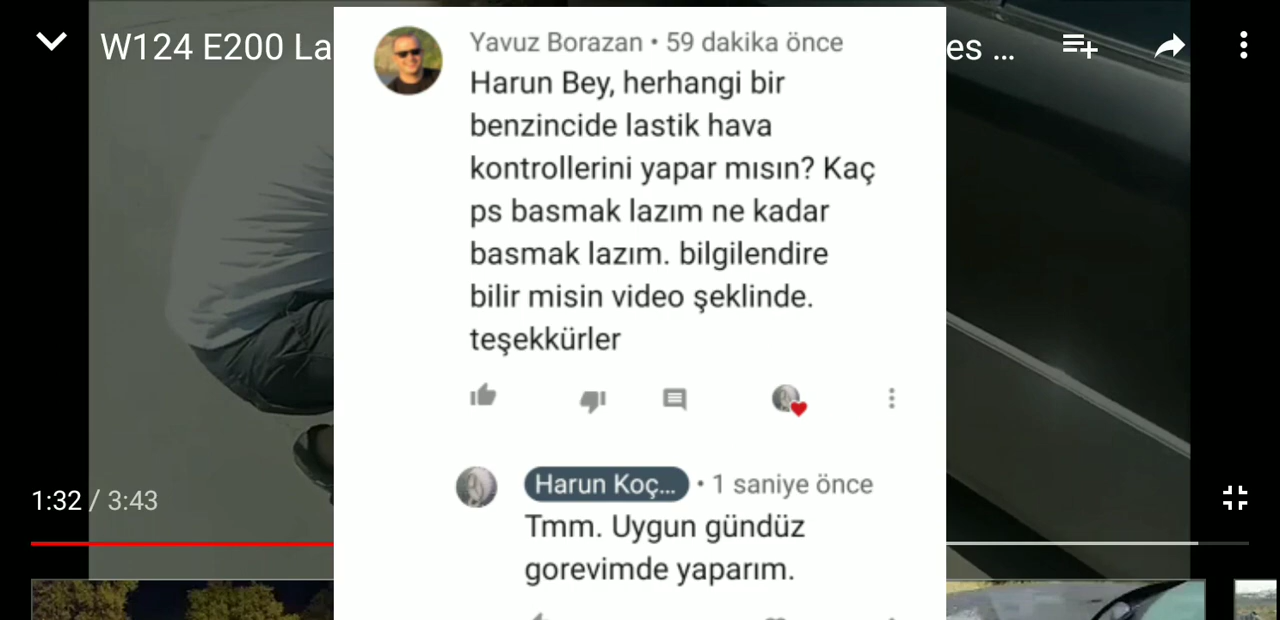 W124 E200 La
es ...
Yavuz Borazan • 59 dakika önce
Harun Bey, herhangi bir
benzincide lastik hava
kontrollerini yapar mısın? Kaç
ps basmak lazım ne kadar
basmak lazım. bilgilendire
bilir misin video şeklinde.
teşekkürler
Harun Koç... • 1 saniye önce
Tmm. Uygun gündüz
gorevimde yaparım.
1:32 / 3:43